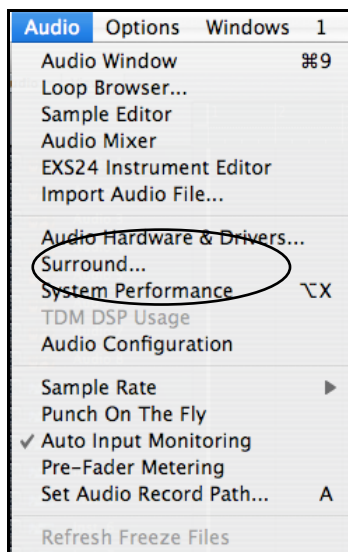 Audio Options Windows 1
Audio Window ⌘9
Loop Browser...
Sample Editor
Audio Mixer
EXS24 Instrument Editor
Import Audio File...
Audio Hardware & Drivers...
Surround...
System Performance ⌥X
TDM DSP Usage
Audio Configuration
Sample Rate ▶
Punch On The Fly
✓ Auto Input Monitoring
Pre-Fader Metering
Set Audio Record Path... A
Refresh Freeze Files